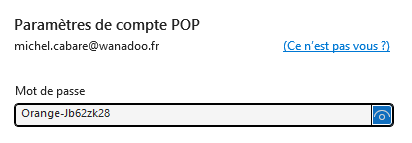 Paramètres de compte POP
michel.cabare@wanadoo.fr (Ce n'est pas vous ?)
Mot de passe
Orange-Jb62zk28